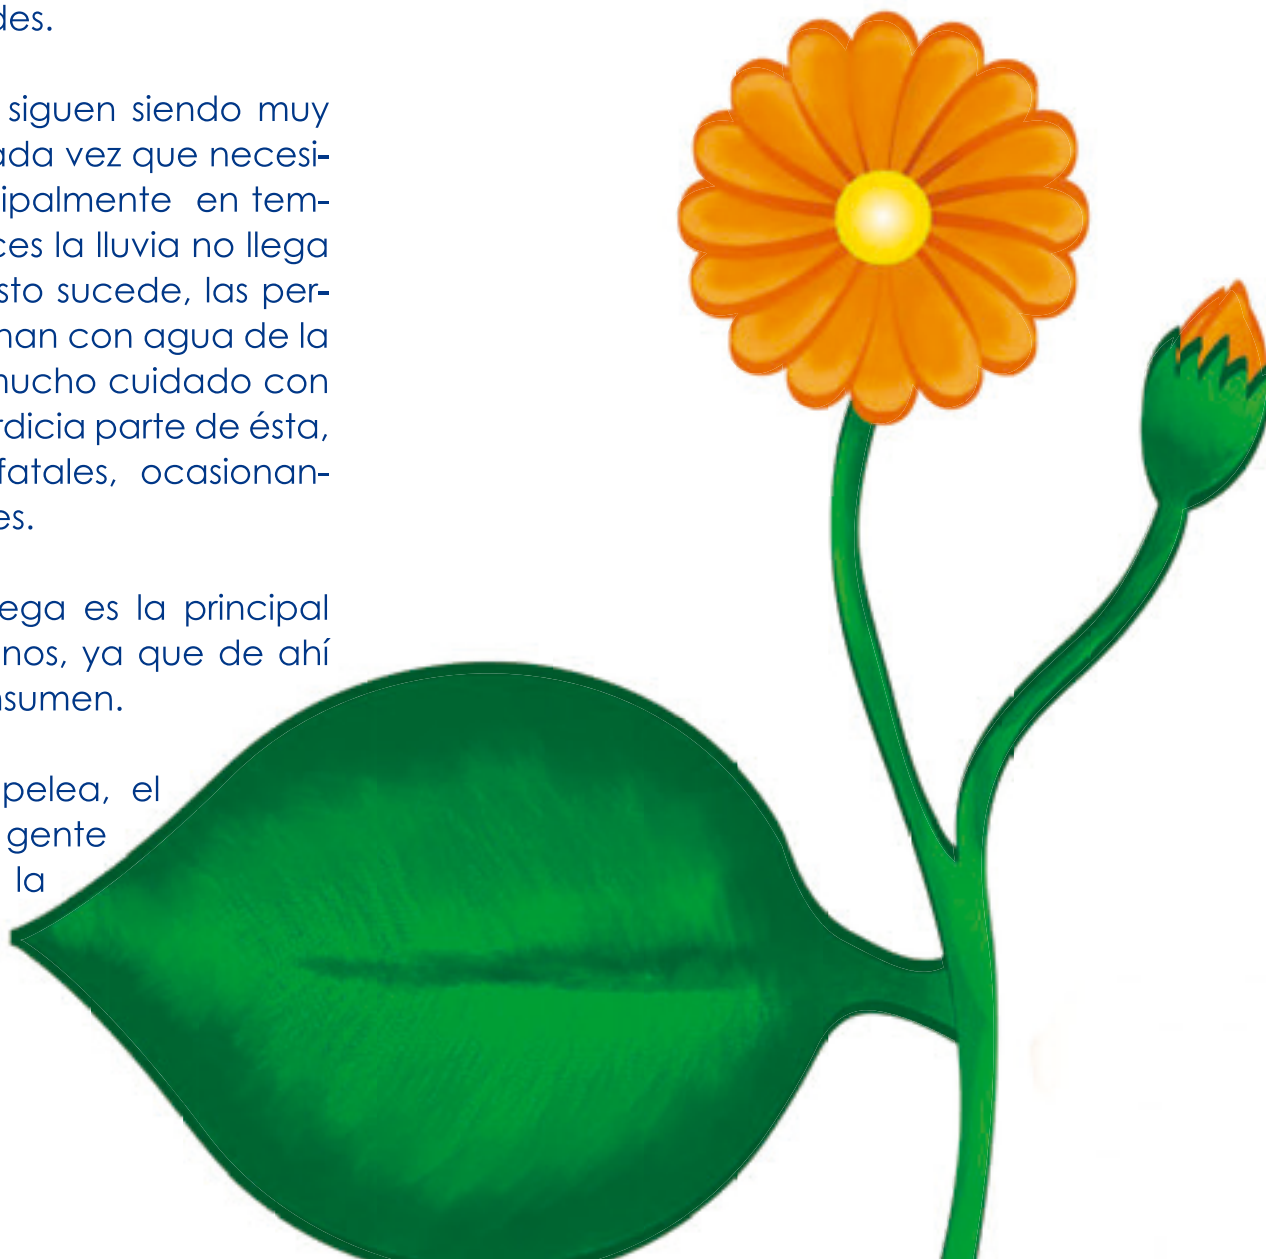 des.
siguen siendo muy
ada vez que necesi-
ipalmente en tem-
ces la lluvia no llega
sto sucede, las per-
nan con agua de la
mucho cuidado con
rdicia parte de ésta,
fatales, ocasionan-
es.
ega es la principal
nos, ya que de ahí
nsumen.
pelea, el
gente
la